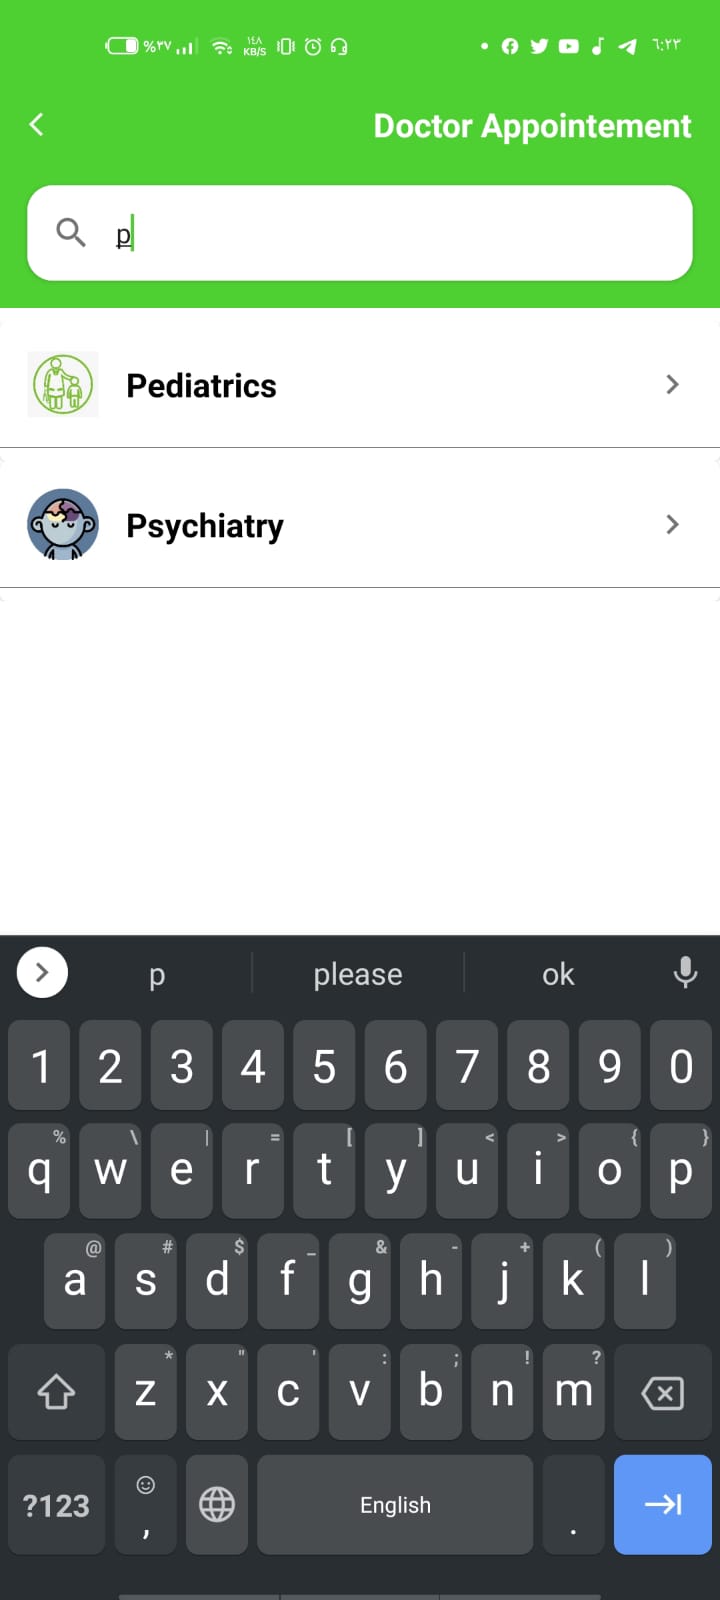 %٣٧ ١٤٨ KB/S ٦:٢٣
Doctor Appointement
p
Pediatrics
Psychiatry
p please ok
1 2 3 4 5 6 7 8 9 0
% \ | = [ ] < > { }
q w e r t y u i o p
@ # $ _ & - + ( )
a s d f g h j k l
* " ' : ; ! ?
z x c v b n m
?123 , English .